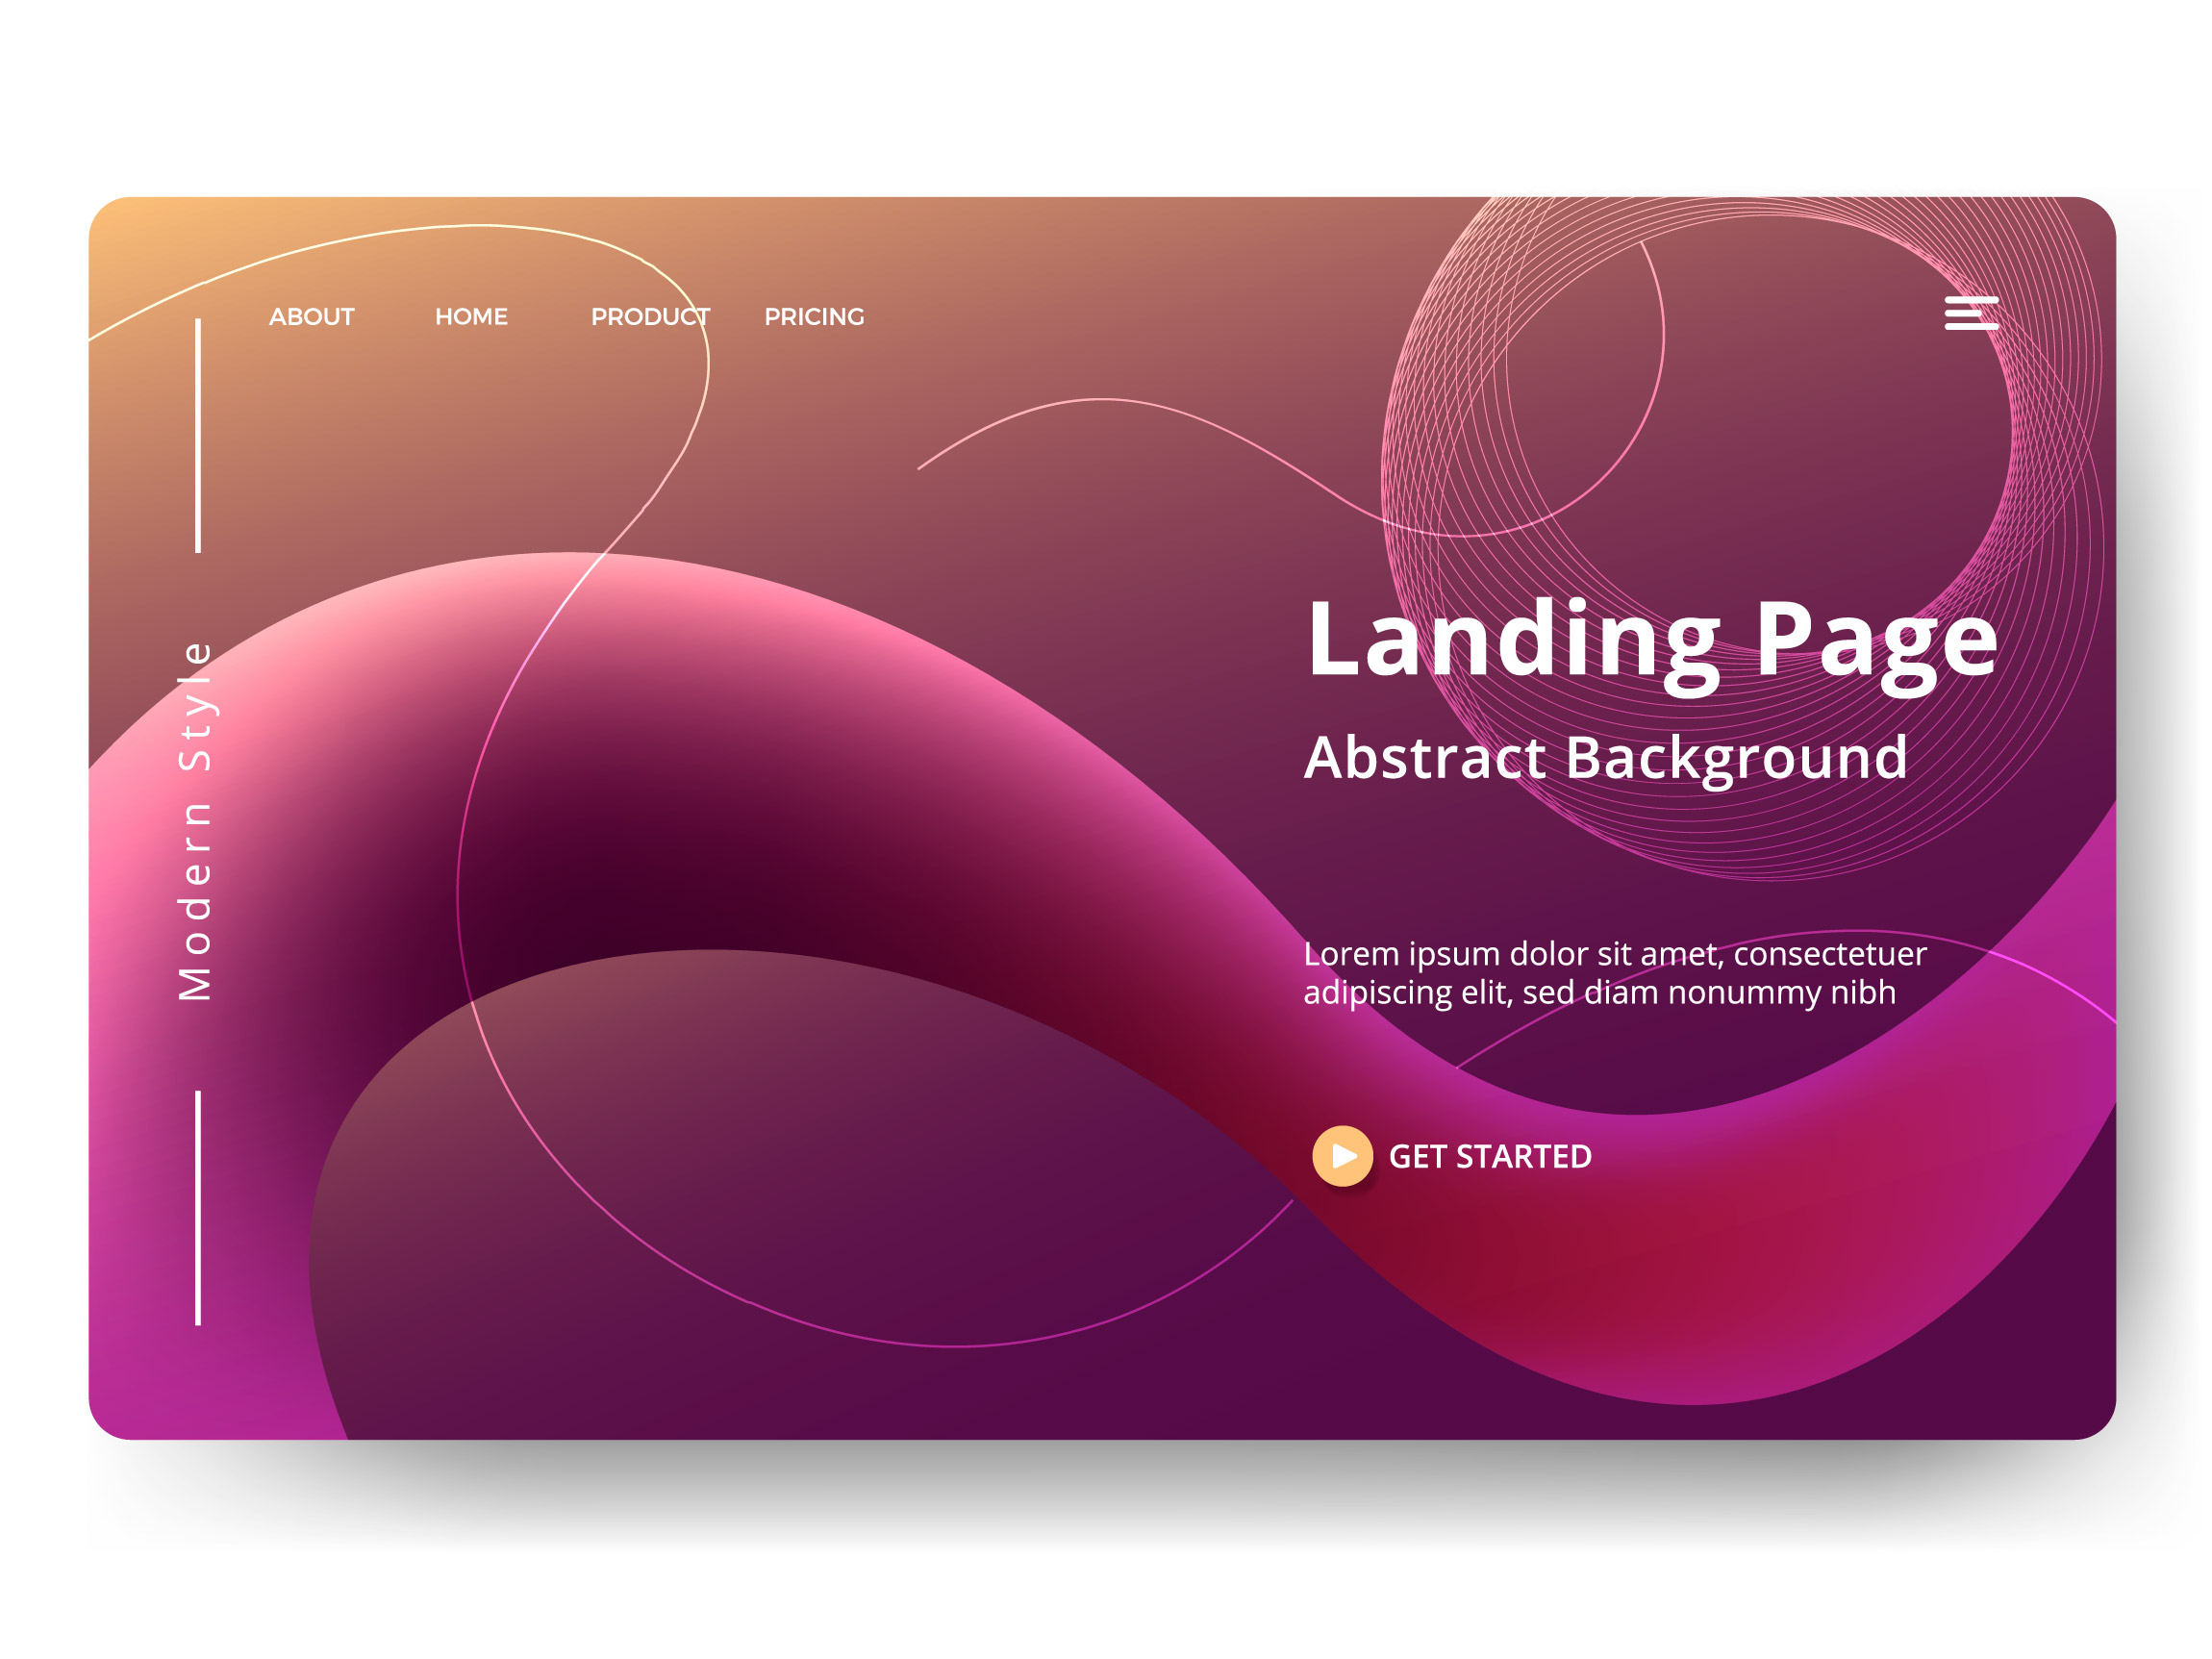 ABOUT HOME PRODUCT PRICING
Modern Style
Landing Page
Abstract Background
Lorem ipsum dolor sit amet, consectetuer
adipiscing elit, sed diam nonummy nibh
GET STARTED